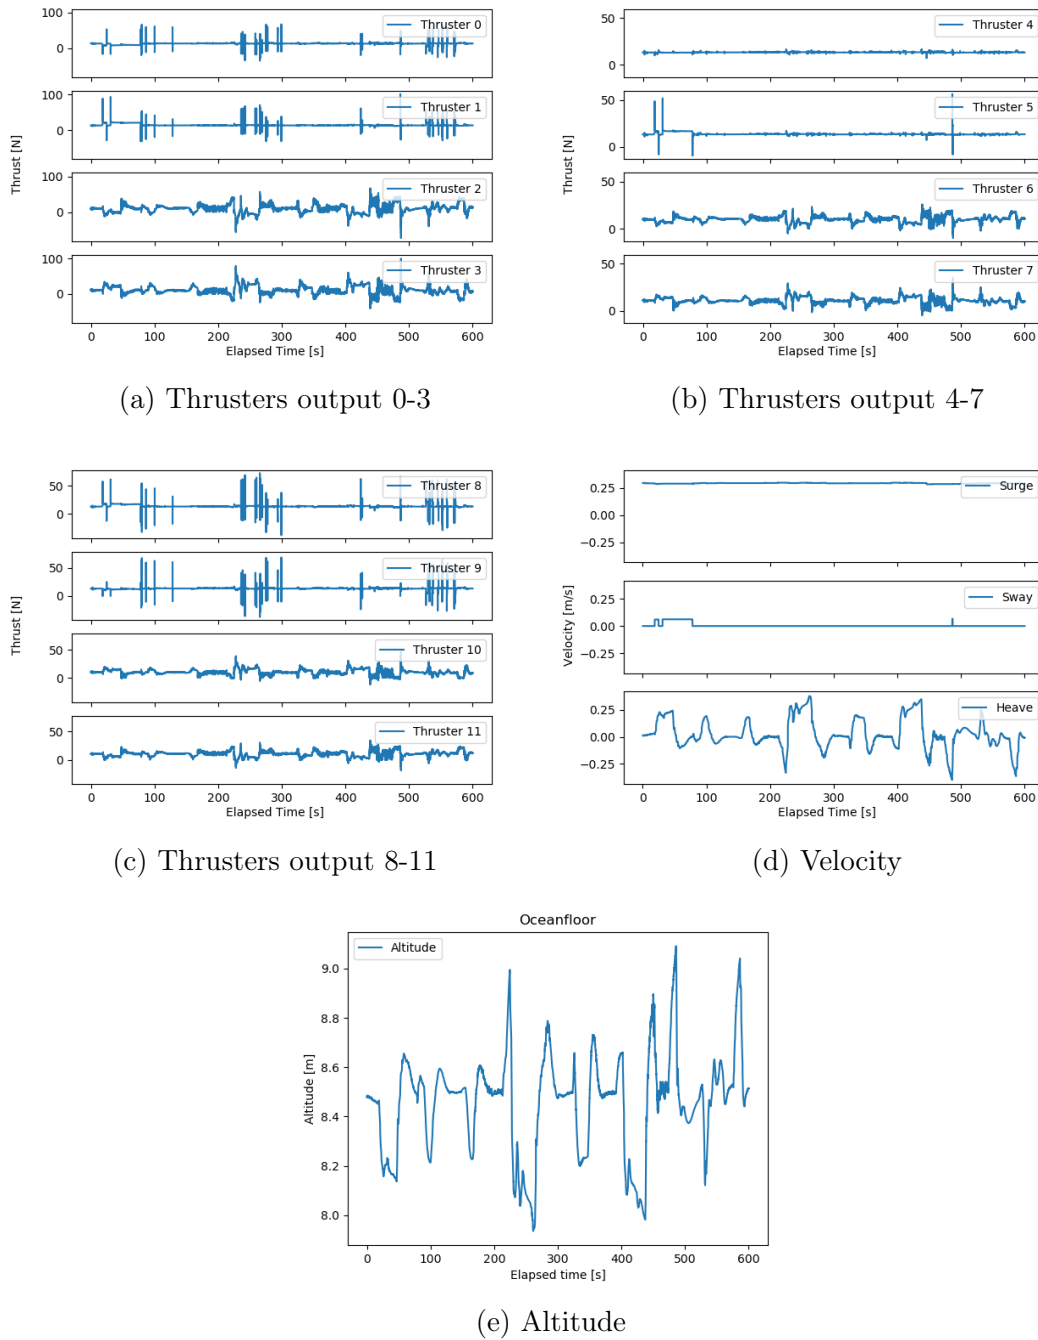 100
0
Thruster 0
100
0
Thruster 1
100
0
Thruster 2
100
0
Thruster 3
Thrust [N]
0 100 200 300 400 500 600
Elapsed Time [s]
(a) Thrusters output 0-3
50
0
Thruster 4
50
0
Thruster 5
50
0
Thruster 6
50
0
Thruster 7
Thrust [N]
0 100 200 300 400 500 600
Elapsed Time [s]
(b) Thrusters output 4-7
50
0
Thruster 8
50
0
Thruster 9
50
0
Thruster 10
50
0
Thruster 11
Thrust [N]
0 100 200 300 400 500 600
Elapsed Time [s]
(c) Thrusters output 8-11
0.25
0.00
−0.25
Surge
0.25
0.00
−0.25
Sway
0.25
0.00
−0.25
Heave
Velocity [m/s]
0 100 200 300 400 500 600
Elapsed Time [s]
(d) Velocity
Oceanfloor
Altitude
9.0
8.8
8.6
8.4
8.2
8.0
Altitude [m]
0 100 200 300 400 500 600
Elapsed time [s]
(e) Altitude